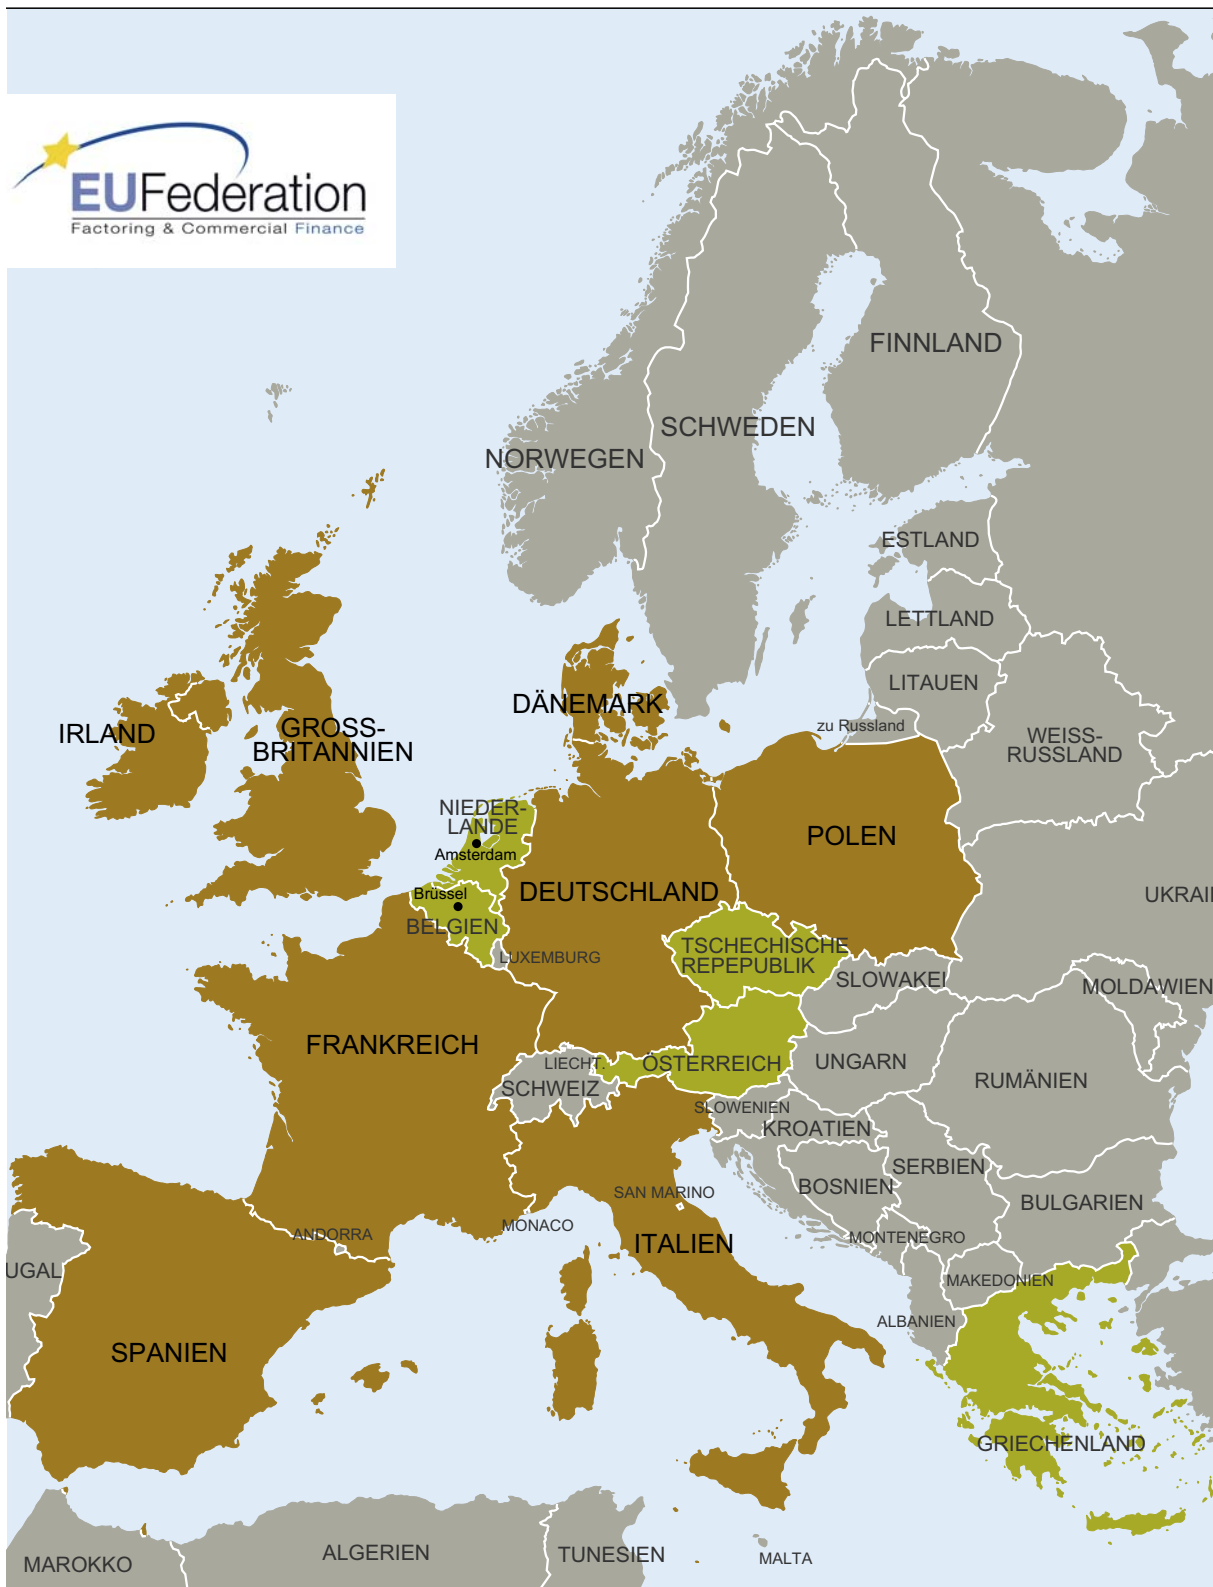 EUFederation
Factoring & Commercial Finance
FINNLAND
SCHWEDEN
NORWEGEN
ESTLAND
LETTLAND
LITAUEN
DÄNEMARK
zu Russland
IRLAND
GROSS-
BRITANNIEN
WEISS-
RUSSLAND
NIEDER-
LANDE
Amsterdam
POLEN
Brüssel
DEUTSCHLAND
UKRAI
BELGIEN
LUXEMBURG
TSCHECHISCHE
REPEPUBLIK
SLOWAKEI
MOLDAWIEN
FRANKREICH
LIECHT.
ÖSTERREICH
UNGARN
RUMÄNIEN
SCHWEIZ
SLOWENIEN
KROATIEN
SERBIEN
BOSNIEN
SAN MARINO
BULGARIEN
MONACO
ANDORRA
ITALIEN
MONTENEGRO
UGAL
MAKEDONIEN
ALBANIEN
SPANIEN
GRIECHENLAND
MAROKKO
ALGERIEN
TUNESIEN
MALTA